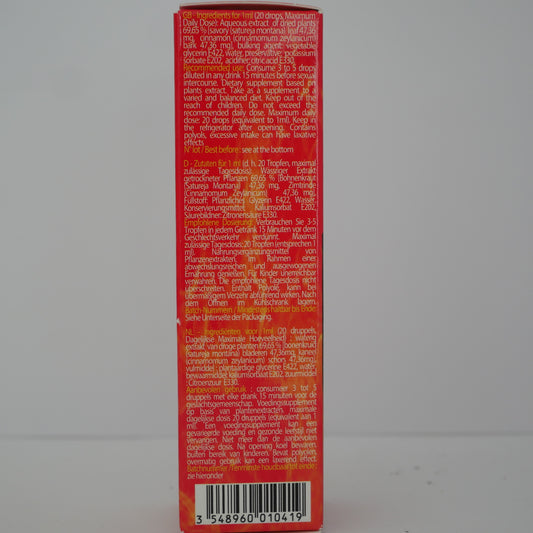 GB - Ingredients for 1ml (20 drops, Maximum
Daily Dose): Aqueous extract of dried plants
69,65 % (savory (satureja montana) leaf 47,36
mg, cinnamon (cinnamomum zeylanicum)
bark 47,36 mg), bulking agent: vegetable
glycerin E422, water, preservative: potassium
sorbate E202, acidifier: citric acid E330.
Recommended use: Consume 3 to 5 drops
diluted in any drink 15 minutes before sexual
intercourse. Dietary supplement based on
plants extract. Take as a supplement to a
varied and balanced diet. Keep out of the
reach of children. Do not exceed the
recommended daily dose. Maximum daily
dose: 20 drops (equivalent to 1ml). Keep in
the refrigerator after opening. Contains
polyols, excessive intake can have laxative
effects
N° lot / Best before : see at the bottom
D - Zutaten für 1 ml (d. h. 20 Tropfen, maximal
zulässige Tagesdosis): Wässriger Extrakt
getrockneter Pflanzen 69,65 % [Bohnenkraut
(Satureja Montana) 47,36 mg, Zimtrinde
(Cinnamomum Zeylanicum) 47,36 mg],
Füllstoff: Pflanzliches Glyzerin E422, Wasser,
Konservierungsmittel: Kaliumsorbat E202,
Säurebildner: Zitronensäure E330.
Empfohlene Dosierung: Verbrauchen Sie 3-5
Tropfen in jedem Getränk 15 Minuten vor dem
Geschlechtsverkehr verdünnt. Maximal
zulässige Tagesdosis: 20 Tropfen (entsprechen 1
ml). Nahrungsergänzungsmittel von
Pflanzenextrakten, im Rahmen einer
abwechslungsreichen und ausgewogenen
Ernährung genießen. Für Kinder unerreichbar
verwahren. Die empfohlene Tagesdosis nicht
überschreiten. Enthält Polyole, kann bei
übermäßigem Verzehr abführend wirken. Nach
dem Öffnen im Kühlschrank lagern.
Batch-Nummern / Mindestens haltbar bis Ende:
Siehe Unterseite der Packaging.
NL - Ingrediënten voor 1ml (20 druppels,
Dagelijkse Maximale Hoeveelheid) : waterig
extrakt van droge planten 69,65 % bonenkruid
(satureja montana) bladeren 47,36mg, kaneel
(cinnamomum zeylanicum) schors 47,36mg),
vulmiddel : plantaardig glycerine E422, water,
bewaarmiddel: kaliumsorbaat E202, zuurmiddel
: Citroenzuur E330.
Aanbevolen gebruik : consumeer 3 tot 5
druppels met elke drank 15 minuten voor de
geslachtsgemeenschap. Voedingssupplement
op basis van plantenextracten, maximale
dagelijkse dosis 20 druppels (equivalent aan 1
ml). Een voedingssupplement kan een
gevarieerde voeding en gezonde leefstijl niet
vervangen. Niet meer dan de aanbevolen
dagelijkse dosis. Na opening koel bewaren,
buiten bereik van kinderen. Bevat polyolen,
overmatig gebruik kan een laxerend effect.
Batchnummer / Tenminste houdbaar tot einde :
zie hieronder
3 548960 010419